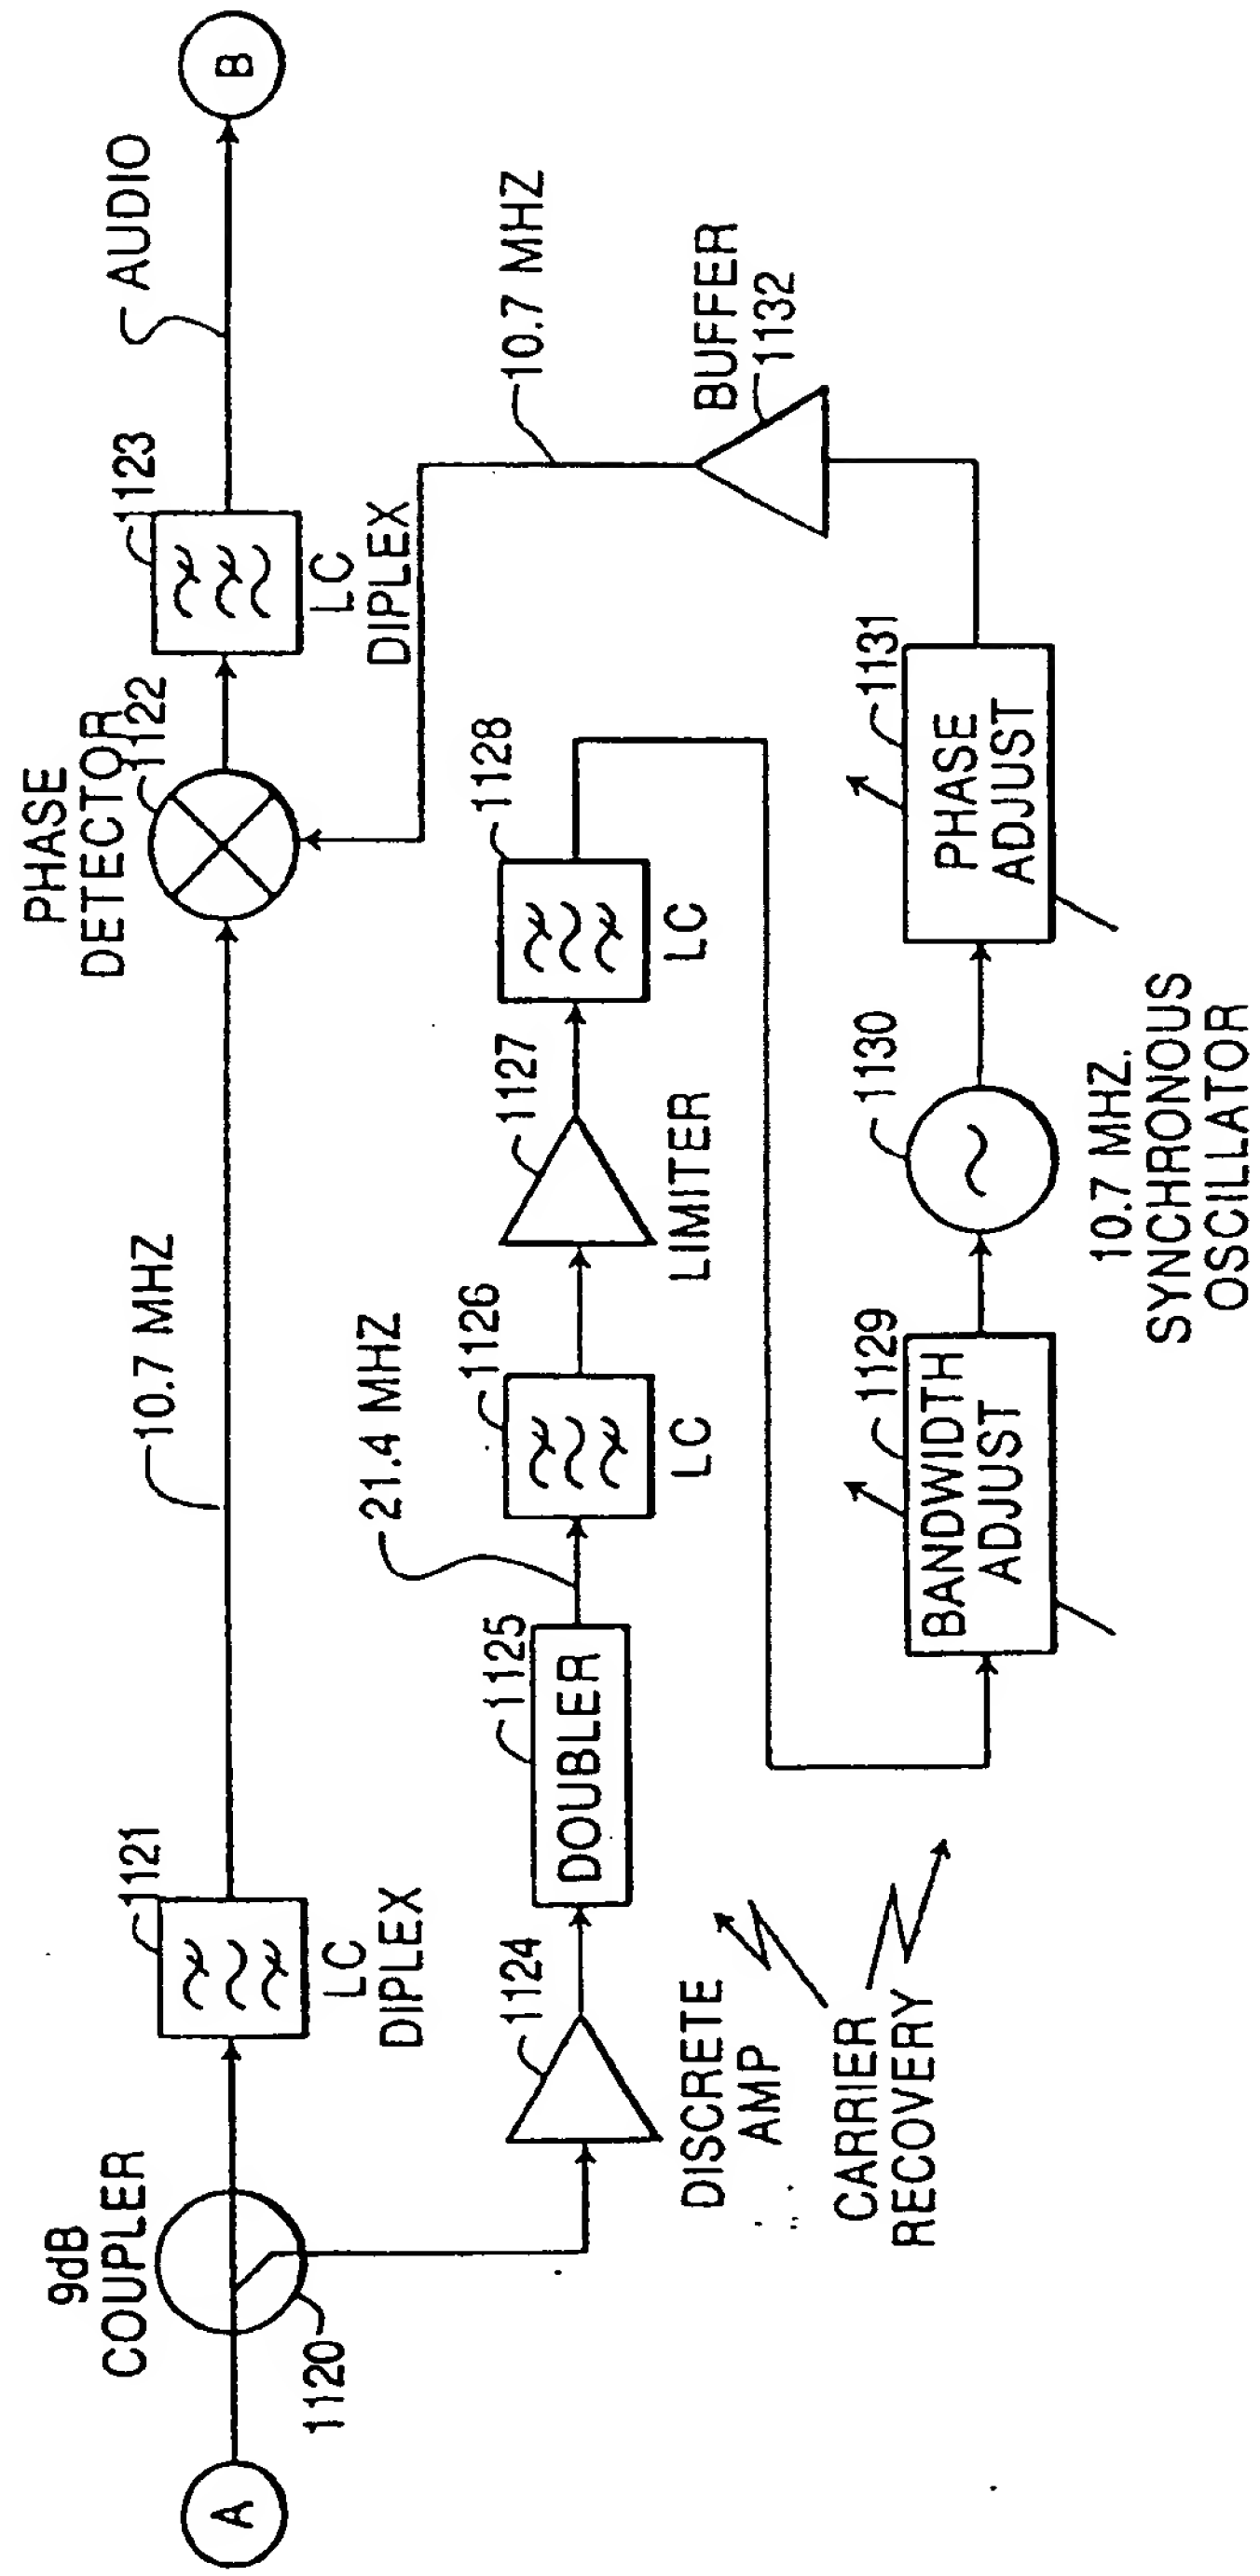 A
9dB
COUPLER
1120
1121
LC
DIPLEX
10.7 MHZ
PHASE
DETECTOR
1122
1123
LC
DIPLEX
AUDIO
B
1124
DISCRETE
AMP
1125
DOUBLER
21.4 MHZ
1126
LC
1127
LIMITER
1128
LC
10.7 MHZ
BUFFER
1132
CARRIER
RECOVERY
1129
BANDWIDTH
ADJUST
1130
10.7 MHZ.
SYNCHRONOUS
OSCILLATOR
1131
PHASE
ADJUST